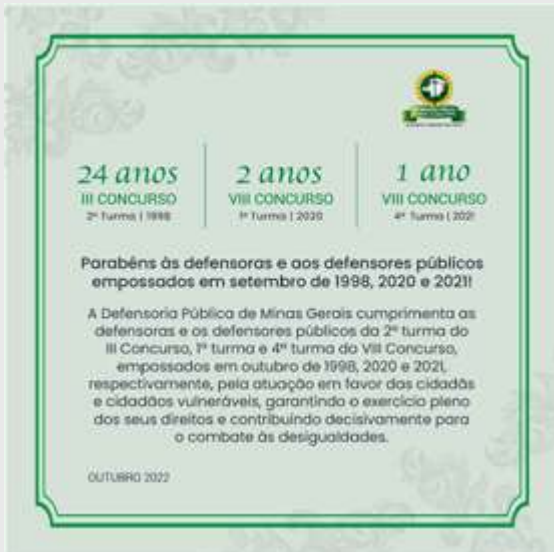 24 anos
III CONCURSO
2ª Turma | 1998
2 anos
VIII CONCURSO
1ª Turma | 2020
1 ano
VIII CONCURSO
4ª Turma | 2021
Parabéns às defensoras e aos defensores públicos
empossados em setembro de 1998, 2020 e 2021!
A Defensoria Pública de Minas Gerais cumprimenta as
defensoras e os defensores públicos da 2ª turma do
III Concurso, 1ª turma e 4ª turma do VIII Concurso,
empossados em outubro de 1998, 2020 e 2021,
respectivamente, pela atuação em favor das cidadãs
e cidadãos vulneráveis, garantindo o exercício pleno
dos seus direitos e contribuindo decisivamente para
o combate às desigualdades.
OUTUBRO 2022